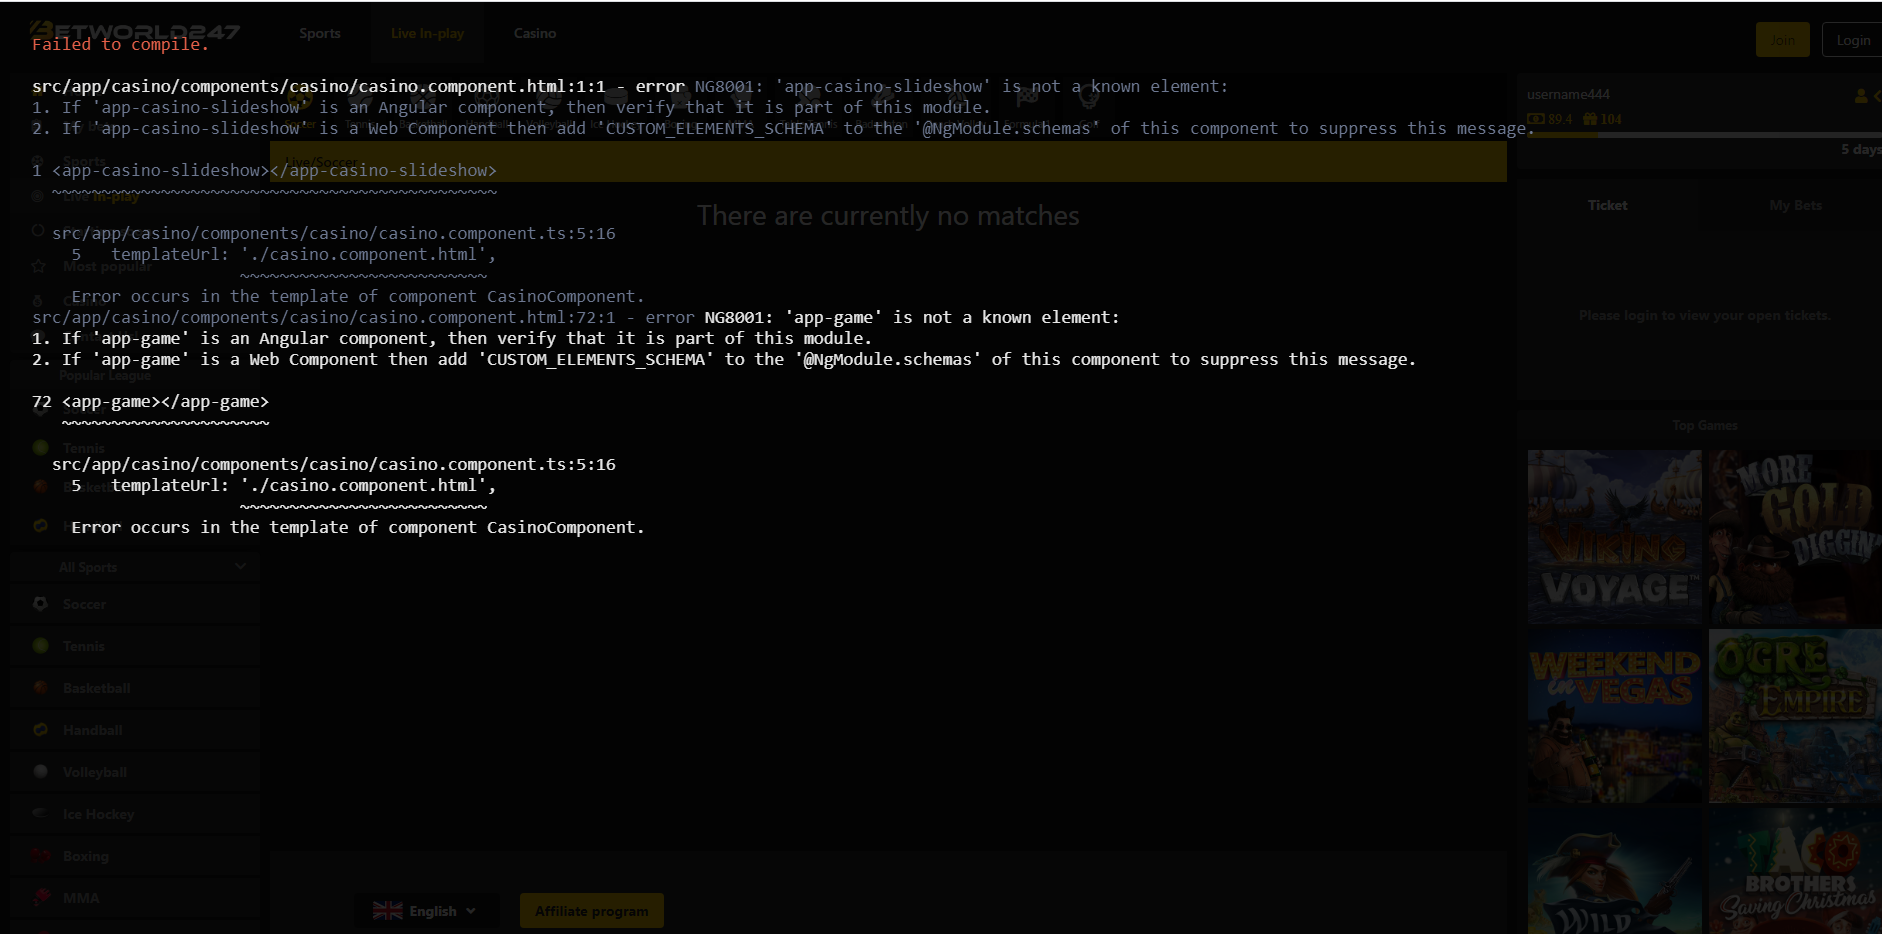 BETWORLD247
Sports
Live In-play
Casino
Join
Login
Failed to compile.
src/app/casino/components/casino/casino.component.html:1:1 - error NG8001: 'app-casino-slideshow' is not a known element:
1. If 'app-casino-slideshow' is an Angular component, then verify that it is part of this module.
2. If 'app-casino-slideshow' is a Web Component then add 'CUSTOM_ELEMENTS_SCHEMA' to the '@NgModule.schemas' of this component to suppress this message.
1 <app-casino-slideshow></app-casino-slideshow>
~~~~~~~~~~~~~~~~~~~~~~~~~~~~~~~~~~~~~~~~~~~~~
src/app/casino/components/casino/casino.component.ts:5:16
5 templateUrl: './casino.component.html',
~~~~~~~~~~~~~~~~~~~~~~~~~
Error occurs in the template of component CasinoComponent.
src/app/casino/components/casino/casino.component.html:72:1 - error NG8001: 'app-game' is not a known element:
1. If 'app-game' is an Angular component, then verify that it is part of this module.
2. If 'app-game' is a Web Component then add 'CUSTOM_ELEMENTS_SCHEMA' to the '@NgModule.schemas' of this component to suppress this message.
72 <app-game></app-game>
~~~~~~~~~~~~~~~~~~~~~
src/app/casino/components/casino/casino.component.ts:5:16
5 templateUrl: './casino.component.html',
~~~~~~~~~~~~~~~~~~~~~~~~~
Error occurs in the template of component CasinoComponent.
Sports
Live In-play
Most popular
Popular League
Soccer
Tennis
Basketball
All Sports
Soccer
Tennis
Basketball
Handball
Volleyball
Ice Hockey
Boxing
MMA
Live/Soccer
There are currently no matches
English
Affiliate program
username444
89.4
104
5 days
Ticket
My Bets
Please login to view your open tickets.
Top Games
VIKING
VOYAGE
MORE
GOLD
DIGGIN'
WEEKEND
in VEGAS
OGRE
EMPIRE
WILD
TACO
BROTHERS
Saving Christmas